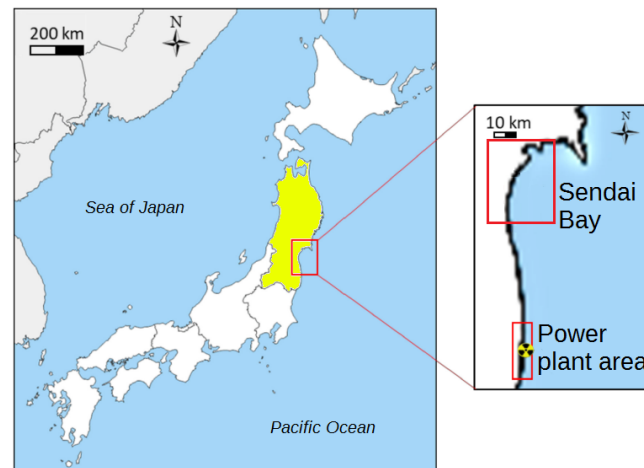 200 km
N
Sea of Japan
Pacific Ocean
10 km
N
Sendai
Bay
Power
plant area